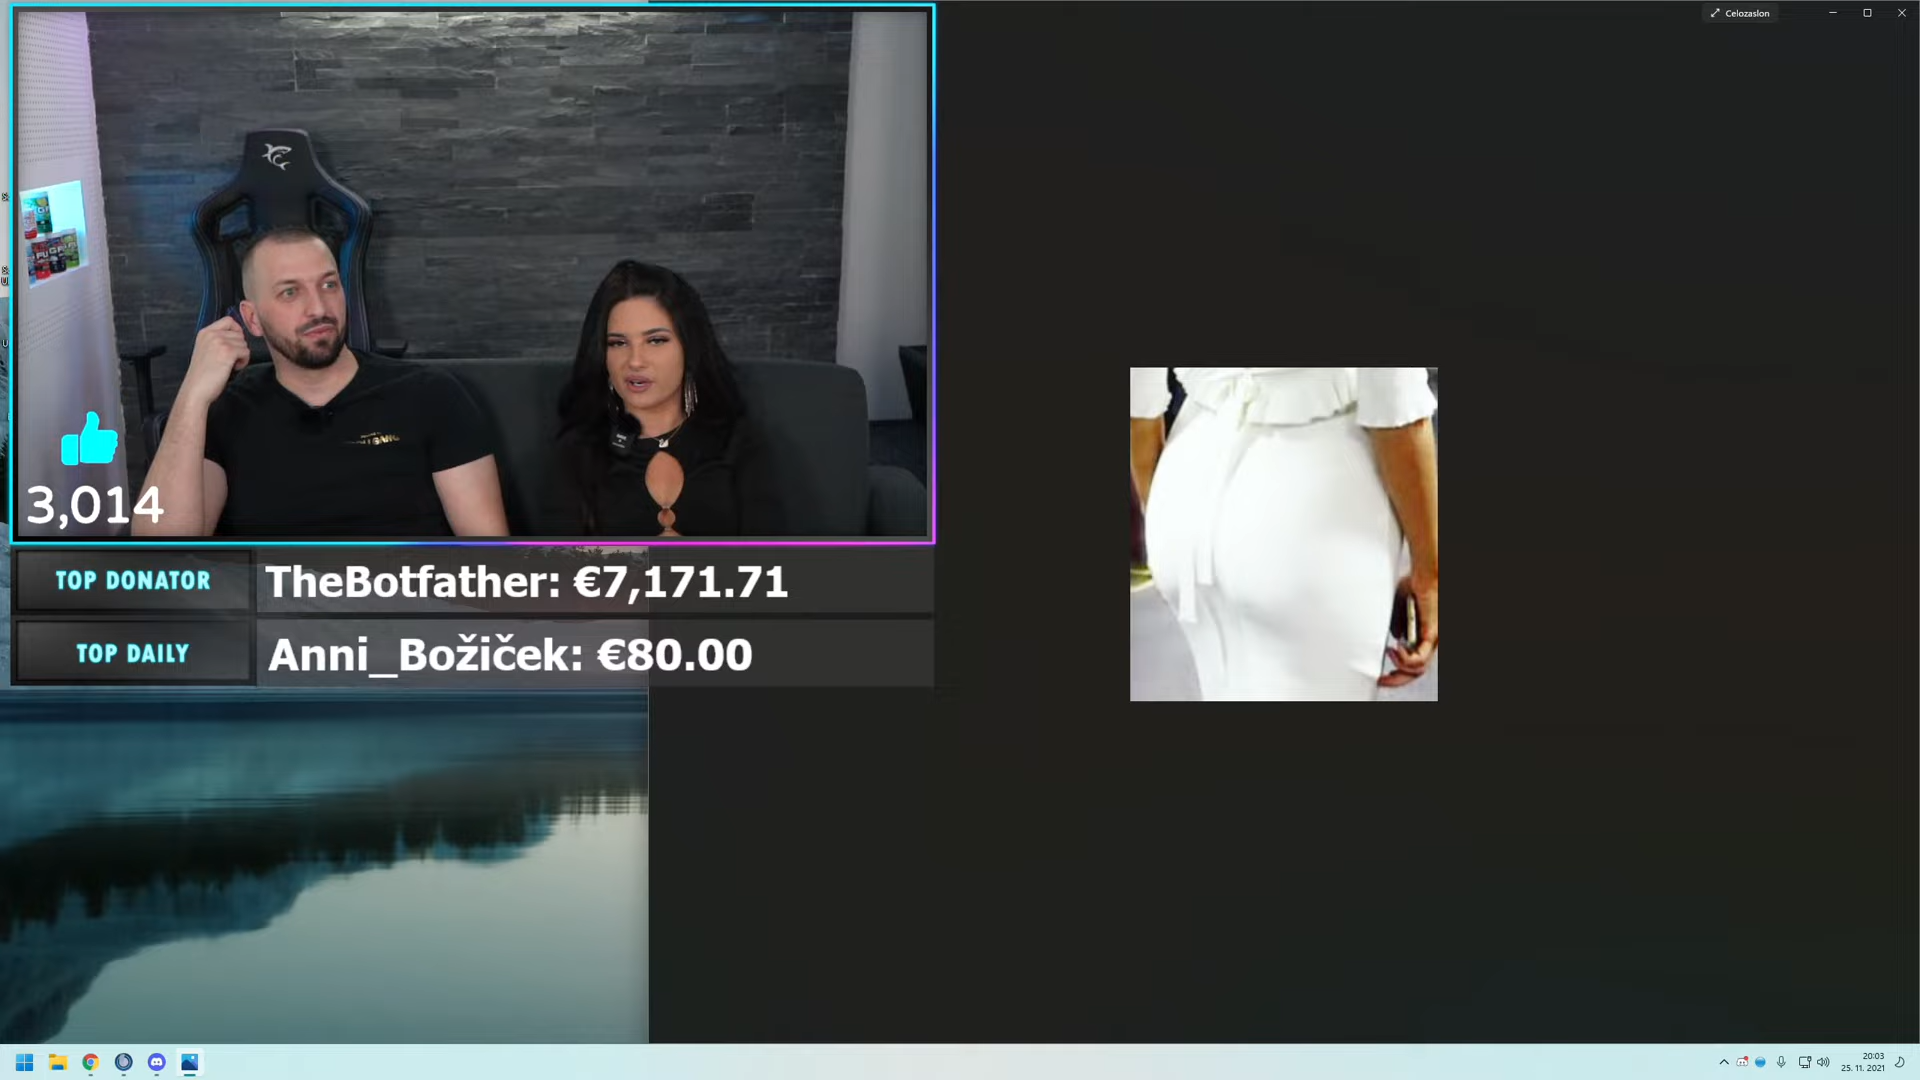 Celozaslon
3,014
TOP DONATOR
TheBotfather: €7,171.71
TOP DAILY
Anni_Božiček: €80.00
20:03
25. 11. 2021